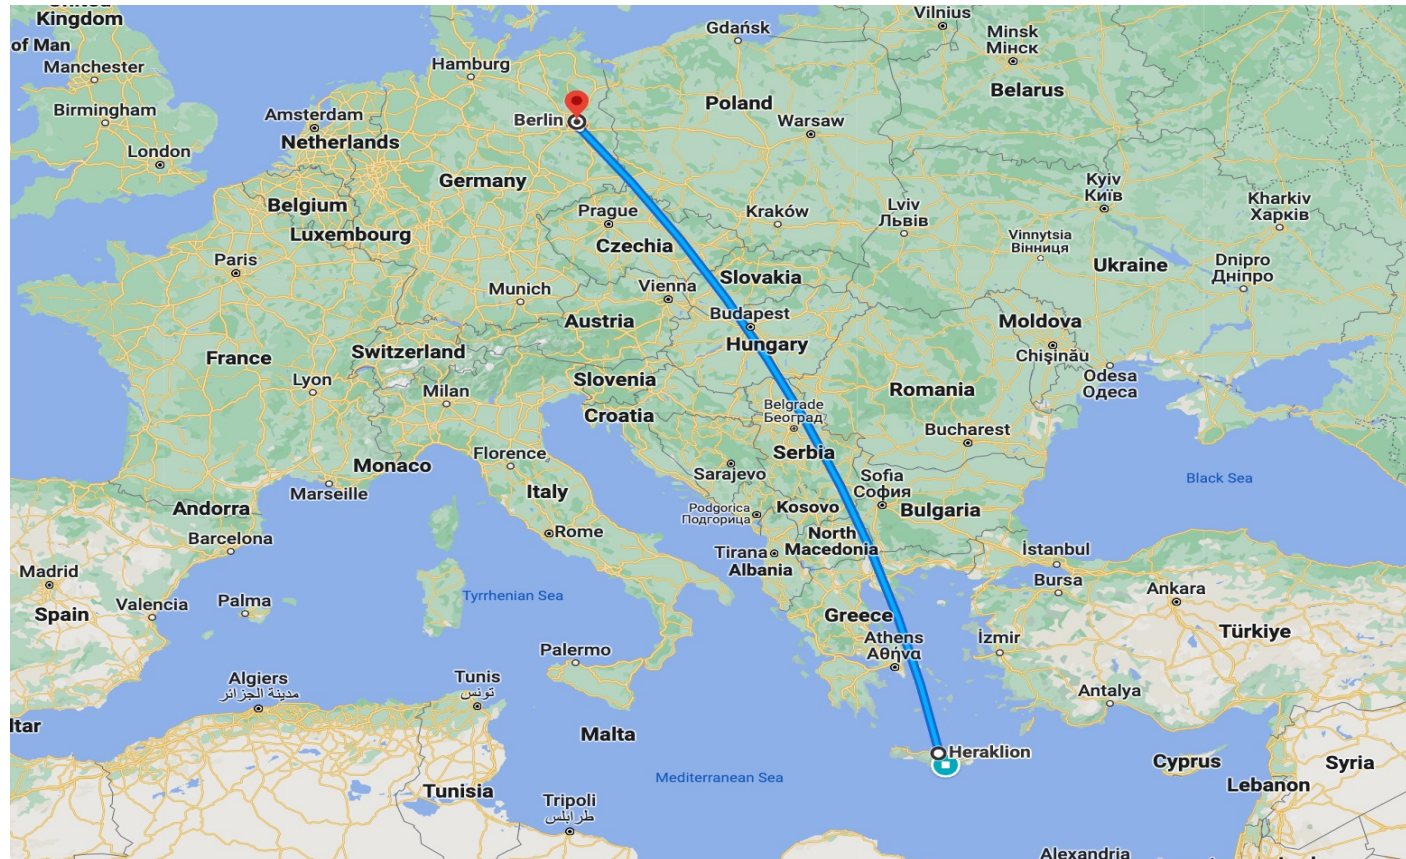 United
Kingdom
of Man
Manchester
Birmingham
London
Amsterdam
Netherlands
Hamburg
Berlin
Germany
Belgium
Luxembourg
Paris
France
Lyon
Gdańsk
Poland
Warsaw
Vilnius
Minsk
Мінск
Belarus
Prague
Czechia
Kraków
Lviv
Львів
Kyiv
Київ
Kharkiv
Харків
Vinnytsia
Вінниця
Ukraine
Dnipro
Дніпро
Munich
Vienna
Slovakia
Austria
Budapest
Hungary
Switzerland
Milan
Slovenia
Croatia
Moldova
Chișinău
Odesa
Одеса
Romania
Bucharest
Belgrade
Београд
Serbia
Sarajevo
Sofia
София
Bulgaria
Black Sea
Monaco
Marseille
Florence
Italy
Rome
Andorra
Barcelona
Madrid
Spain
Valencia
Palma
Podgorica
Подгорица
Kosovo
North
Macedonia
Tirana
Albania
Tyrrhenian Sea
Greece
Athens
Αθήνα
İstanbul
Bursa
Ankara
İzmir
Türkiye
Antalya
Palermo
Algiers
مدينة الجزائر
Tunis
تونس
ltar
Malta
Heraklion
Mediterranean Sea
Tunisia
Tripoli
طرابلس
Cyprus
Syria
Lebanon
Alexandria